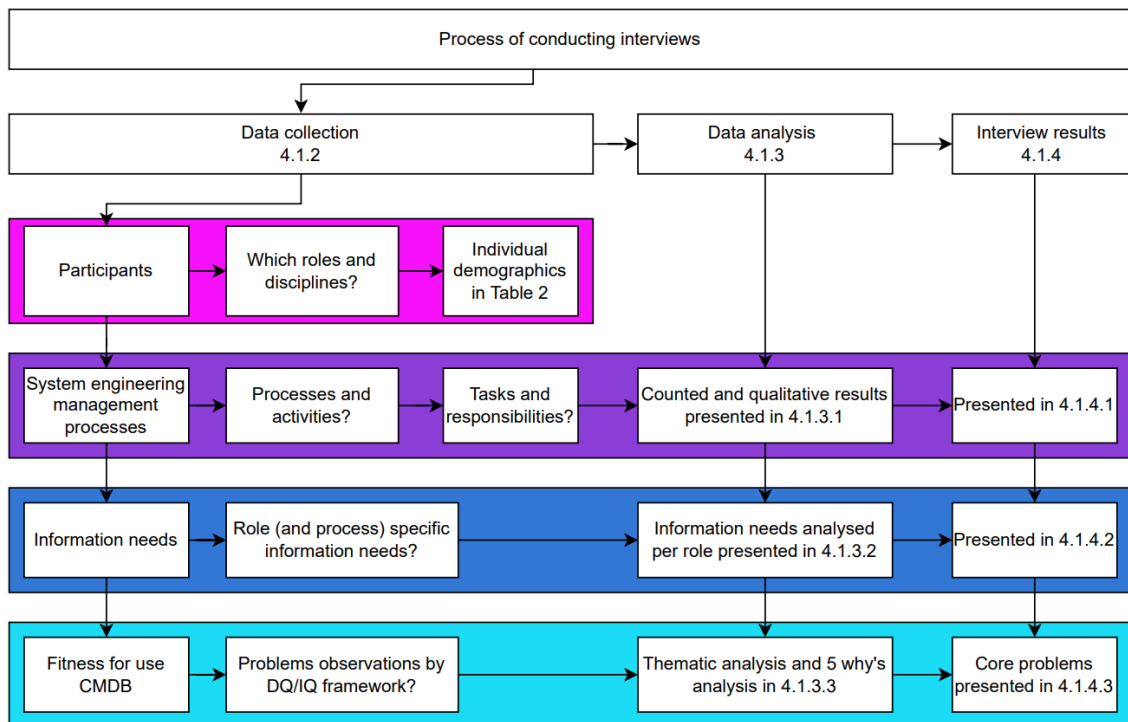 Process of conducting interviews
Data collection
4.1.2
Data analysis
4.1.3
Interview results
4.1.4
Participants
Which roles and
disciplines?
Individual
demographics
in Table 2
System engineering
management
processes
Processes and
activities?
Tasks and
responsibilities?
Counted and qualitative results
presented in 4.1.3.1
Presented in 4.1.4.1
Information needs
Role (and process) specific
information needs?
Information needs analysed
per role presented in 4.1.3.2
Presented in 4.1.4.2
Fitness for use
CMDB
Problems observations by
DQ/IQ framework?
Thematic analysis and 5 why's
analysis in 4.1.3.3
Core problems
presented in 4.1.4.3